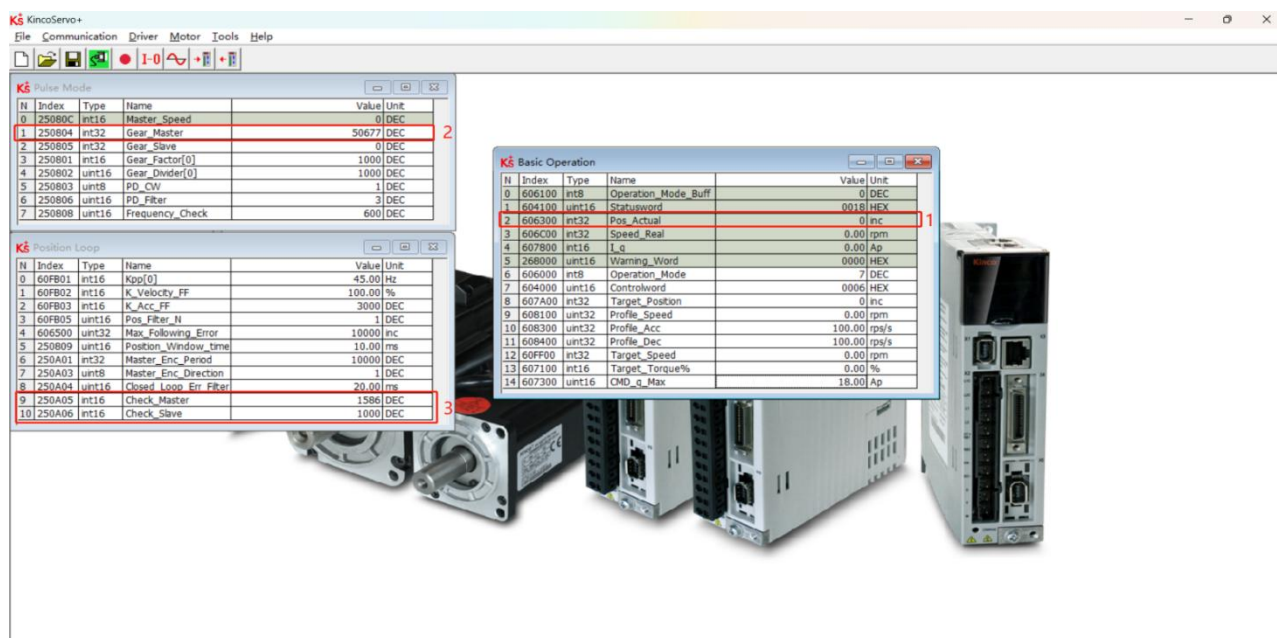 Kṡ KincoServo+
File Communication Driver Motor Tools Help
I-0
Kṡ Pulse Mode
N Index Type Name Value Unit
0 25080C int16 Master_Speed 0 DEC
1 250804 int32 Gear_Master 50677 DEC 2
2 250805 int32 Gear_Slave 0 DEC
3 250801 int16 Gear_Factor[0] 1000 DEC
4 250802 uint16 Gear_Divider[0] 1000 DEC
5 250803 uint8 PD_CW 1 DEC
6 250806 uint16 PD_Filter 3 DEC
7 250808 uint16 Frequency_Check 600 DEC
Kṡ Position Loop
N Index Type Name Value Unit
0 60FB01 int16 Kpp[0] 45.00 Hz
1 60FB02 int16 K_Velocity_FF 100.00 %
2 60FB03 int16 K_Acc_FF 3000 DEC
3 60FB05 uint16 Pos_Filter_N 1 DEC
4 606500 uint32 Max_Following_Error 10000 inc
5 250809 uint16 Position_Window_time 10.00 ms
6 250A01 int32 Master_Enc_Period 10000 DEC
7 250A03 uint8 Master_Enc_Direction 1 DEC
8 250A04 uint16 Closed_Loop_Err_Filter 20.00 ms
9 250A05 int16 Check_Master 1586 DEC
10 250A06 int16 Check_Slave 1000 DEC 3
Kṡ Basic Operation
N Index Type Name Value Unit
0 606100 int8 Operation_Mode_Buff 0 DEC
1 604100 uint16 Statusword 0018 HEX
2 606300 int32 Pos_Actual 0 inc 1
3 606C00 int32 Speed_Real 0.00 rpm
4 607800 int16 I_q 0.00 Ap
5 268000 uint16 Warning_Word 0000 HEX
6 606000 int8 Operation_Mode 7 DEC
7 604000 uint16 Controlword 0006 HEX
8 607A00 int32 Target_Position 0 inc
9 608100 uint32 Profile_Speed 0.00 rpm
10 608300 uint32 Profile_Acc 100.00 rps/s
11 608400 uint32 Profile_Dec 100.00 rps/s
12 60FF00 int32 Target_Speed 0.00 rpm
13 607100 int16 Target_Torque% 0.00 %
14 607300 uint16 CMD_q_Max 18.00 Ap
Kinco